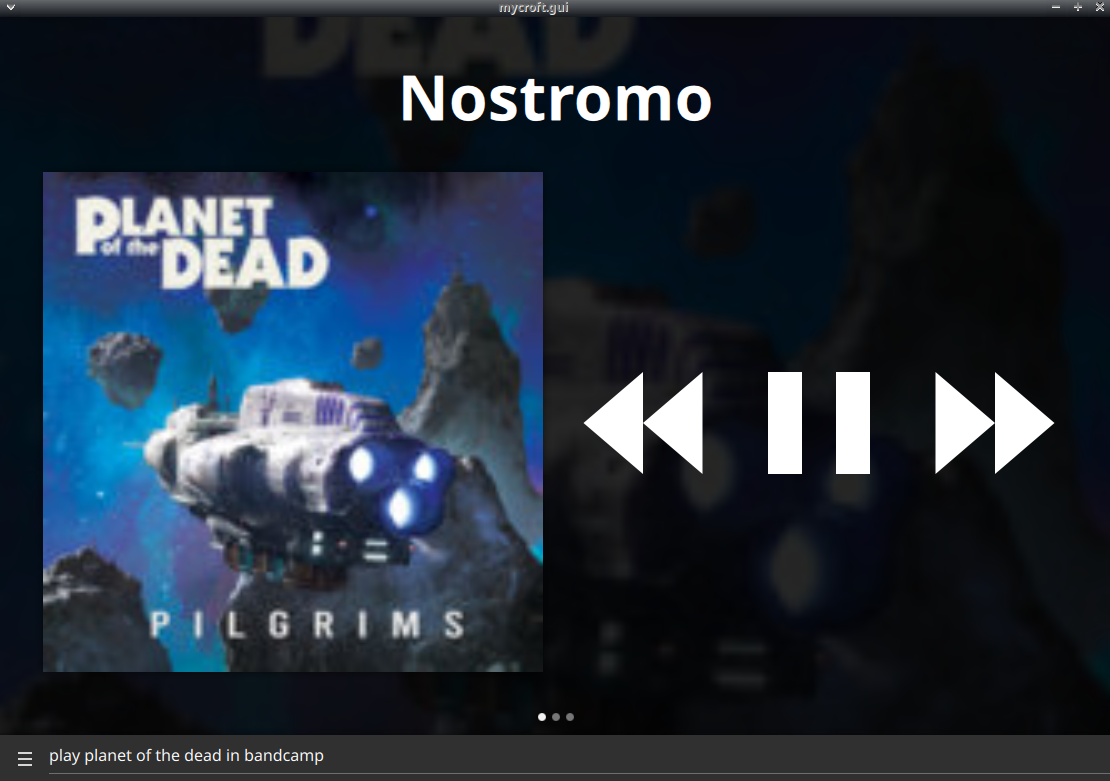 mycroft.gui
Nostromo
PLANET
of the
DEAD
PILGRIMS
play planet of the dead in bandcamp